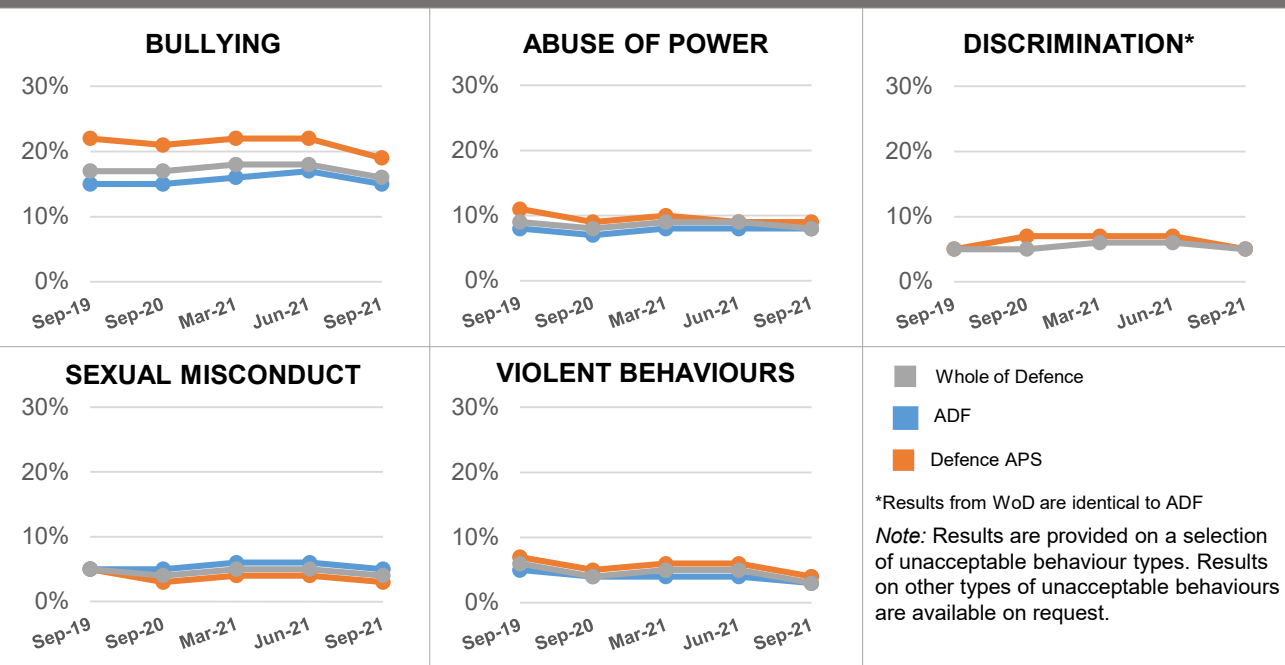 BULLYING
30%
20%
10%
0%
Sep-19 Sep-20 Mar-21 Jun-21 Sep-21
ABUSE OF POWER
30%
20%
10%
0%
Sep-19 Sep-20 Mar-21 Jun-21 Sep-21
DISCRIMINATION*
30%
20%
10%
0%
Sep-19 Sep-20 Mar-21 Jun-21 Sep-21
SEXUAL MISCONDUCT
30%
20%
10%
0%
Sep-19 Sep-20 Mar-21 Jun-21 Sep-21
VIOLENT BEHAVIOURS
30%
20%
10%
0%
Sep-19 Sep-20 Mar-21 Jun-21 Sep-21
Whole of Defence
ADF
Defence APS
*Results from WoD are identical to ADF
Note: Results are provided on a selection
of unacceptable behaviour types. Results
on other types of unacceptable behaviours
are available on request.